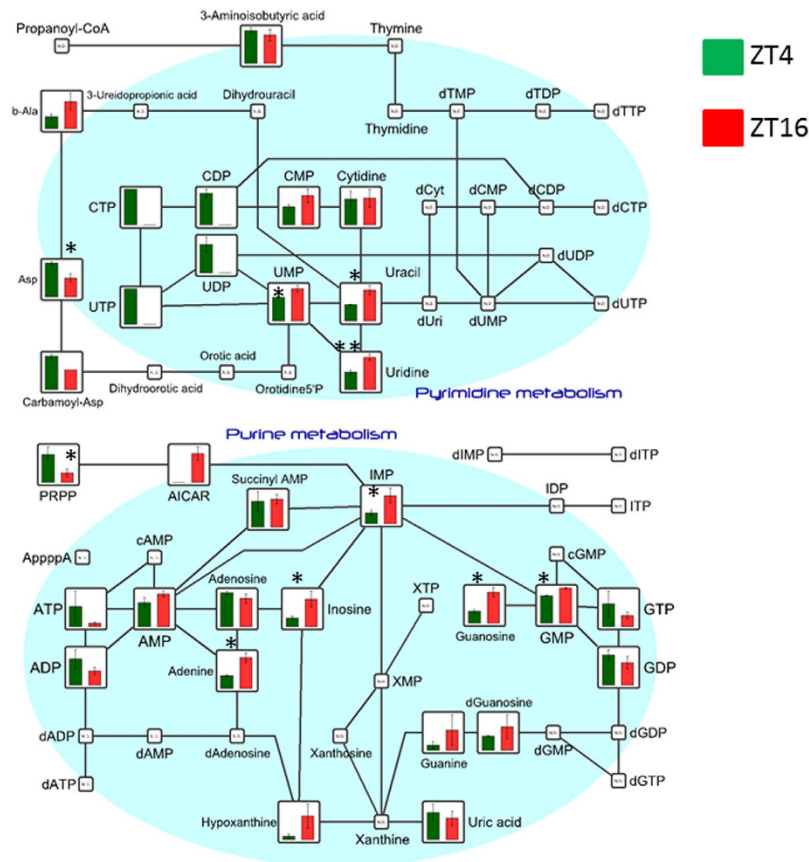 3-Aminoisobutyric acid
Propanoyl-CoA
Thymine
ZT4
ZT16
3-Ureidopropionic acid
Dihydrouracil
dTMP
dTDP
b-Ala
dTTP
Thymidine
CDP
CMP
Cytidine
dCyt
dCMP
dCDP
CTP
dCTP
*
*
dUDP
Asp
UDP
UMP
Uracil
*
UTP
dUri
dUMP
dUTP
**
Orotic acid
Uridine
Carbamoyl-Asp
Dihydroorotic acid
Orotidine5'P
Pyrimidine metabolism
Purine metabolism
dIMP
dITP
*
Succinyl AMP
IMP
PRPP
AICAR
IDP
*
ITP
AppppA
cAMP
cGMP
Adenosine
*
XTP
*
*
ATP
Inosine
GTP
AMP
Guanosine
GMP
*
ADP
Adenine
XMP
GDP
dGuanosine
dADP
dGDP
dAMP
dAdenosine
Xanthosine
Guanine
dGMP
dATP
dGTP
Hypoxanthine
Uric acid
Xanthine